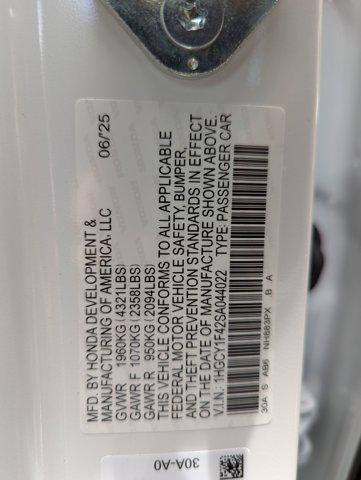 MFD. BY HONDA DEVELOPMENT & 06/'25
MANUFACTURING OF AMERICA, LLC
GVWR 1960KG(4321LBS)
GAWR F 1070KG(2358LBS)
GAWR R 950KG(2094LBS)
THIS VEHICLE CONFORMS TO ALL APPLICABLE
FEDERAL MOTOR VEHICLE SAFETY, BUMPER,
AND THEFT PREVENTION STANDARDS IN EFFECT
ON THE DATE OF MANUFACTURE SHOWN ABOVE.
V.I.N: 1HGCY1F42SA044022 TYPE:PASSENGER CAR
30A S AB6 NH883PX B A
30A-A0